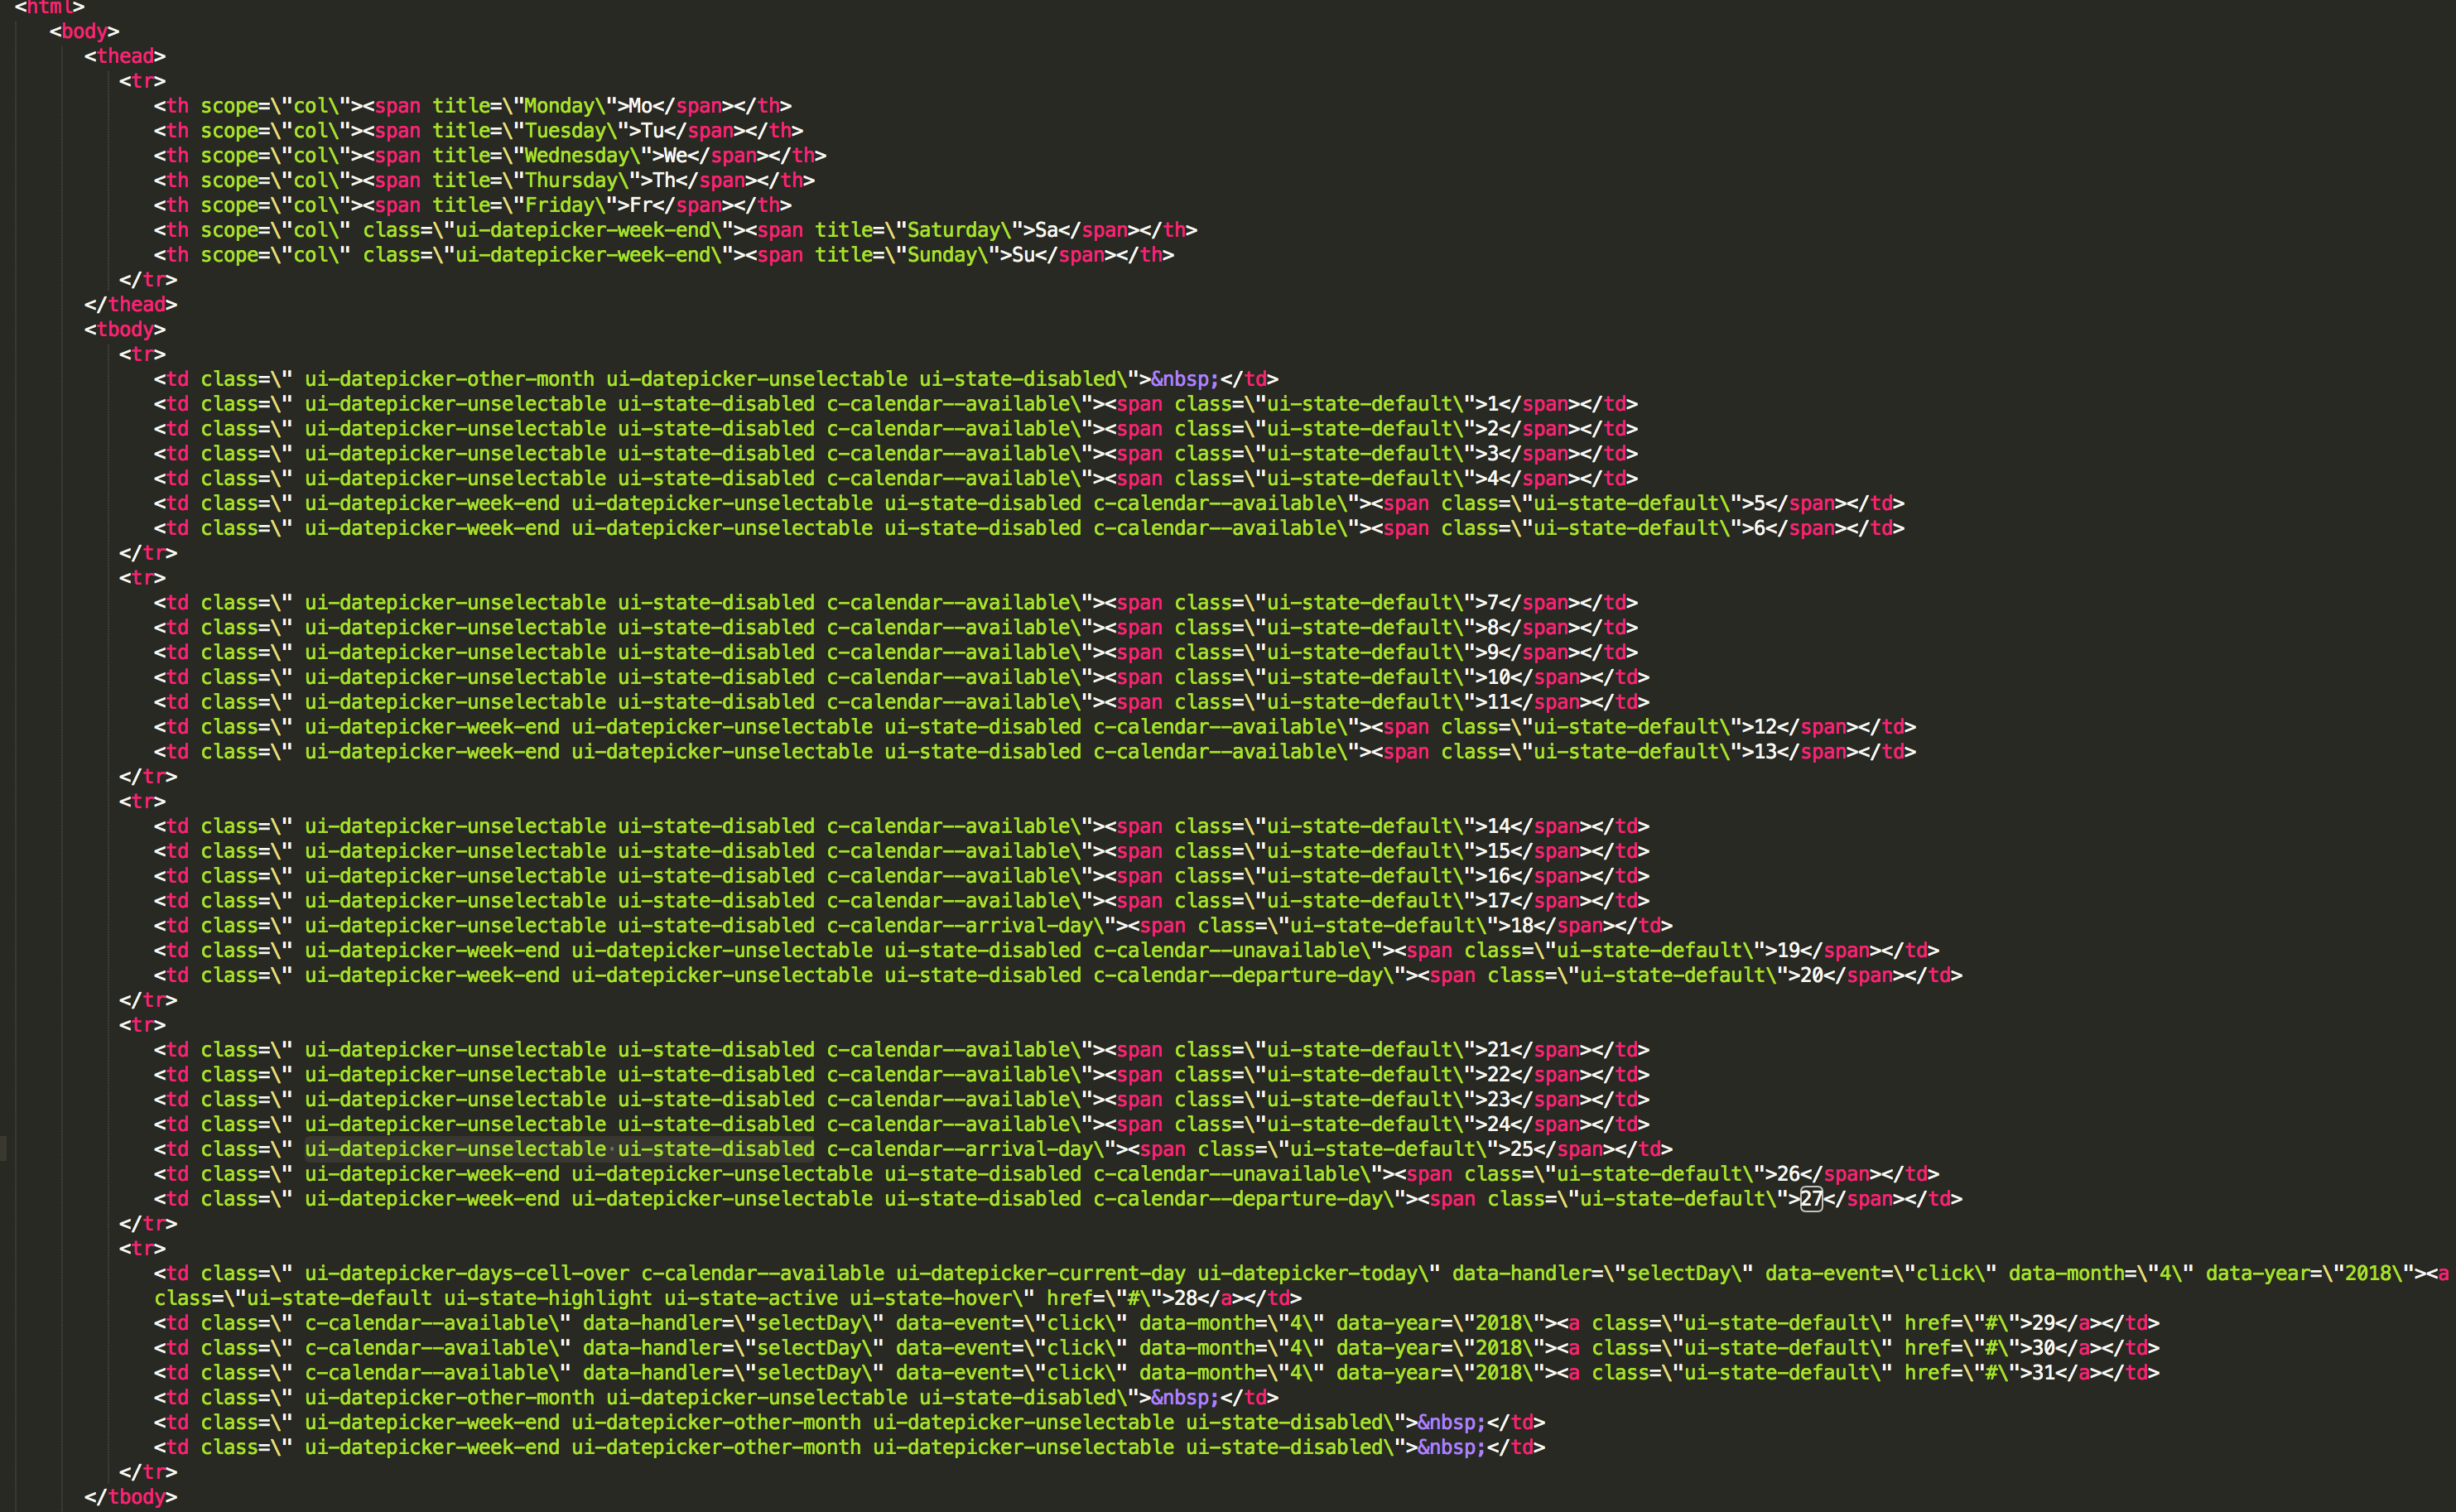 <html>
<body>
<thead>
<tr>
<th scope=\"col\"><span title=\"Monday\">Mo</span></th>
<th scope=\"col\"><span title=\"Tuesday\">Tu</span></th>
<th scope=\"col\"><span title=\"Wednesday\">We</span></th>
<th scope=\"col\"><span title=\"Thursday\">Th</span></th>
<th scope=\"col\"><span title=\"Friday\">Fr</span></th>
<th scope=\"col\" class=\"ui-datepicker-week-end\"><span title=\"Saturday\">Sa</span></th>
<th scope=\"col\" class=\"ui-datepicker-week-end\"><span title=\"Sunday\">Su</span></th>
</tr>
</thead>
<tbody>
<tr>
<td class=\" ui-datepicker-other-month ui-datepicker-unselectable ui-state-disabled\">&nbsp;</td>
<td class=\" ui-datepicker-unselectable ui-state-disabled c-calendar--available\"><span class=\"ui-state-default\">1</span></td>
<td class=\" ui-datepicker-unselectable ui-state-disabled c-calendar--available\"><span class=\"ui-state-default\">2</span></td>
<td class=\" ui-datepicker-unselectable ui-state-disabled c-calendar--available\"><span class=\"ui-state-default\">3</span></td>
<td class=\" ui-datepicker-unselectable ui-state-disabled c-calendar--available\"><span class=\"ui-state-default\">4</span></td>
<td class=\" ui-datepicker-week-end ui-datepicker-unselectable ui-state-disabled c-calendar--available\"><span class=\"ui-state-default\">5</span></td>
<td class=\" ui-datepicker-week-end ui-datepicker-unselectable ui-state-disabled c-calendar--available\"><span class=\"ui-state-default\">6</span></td>
</tr>
<tr>
<td class=\" ui-datepicker-unselectable ui-state-disabled c-calendar--available\"><span class=\"ui-state-default\">7</span></td>
<td class=\" ui-datepicker-unselectable ui-state-disabled c-calendar--available\"><span class=\"ui-state-default\">8</span></td>
<td class=\" ui-datepicker-unselectable ui-state-disabled c-calendar--available\"><span class=\"ui-state-default\">9</span></td>
<td class=\" ui-datepicker-unselectable ui-state-disabled c-calendar--available\"><span class=\"ui-state-default\">10</span></td>
<td class=\" ui-datepicker-unselectable ui-state-disabled c-calendar--available\"><span class=\"ui-state-default\">11</span></td>
<td class=\" ui-datepicker-week-end ui-datepicker-unselectable ui-state-disabled c-calendar--available\"><span class=\"ui-state-default\">12</span></td>
<td class=\" ui-datepicker-week-end ui-datepicker-unselectable ui-state-disabled c-calendar--available\"><span class=\"ui-state-default\">13</span></td>
</tr>
<tr>
<td class=\" ui-datepicker-unselectable ui-state-disabled c-calendar--available\"><span class=\"ui-state-default\">14</span></td>
<td class=\" ui-datepicker-unselectable ui-state-disabled c-calendar--available\"><span class=\"ui-state-default\">15</span></td>
<td class=\" ui-datepicker-unselectable ui-state-disabled c-calendar--available\"><span class=\"ui-state-default\">16</span></td>
<td class=\" ui-datepicker-unselectable ui-state-disabled c-calendar--available\"><span class=\"ui-state-default\">17</span></td>
<td class=\" ui-datepicker-unselectable ui-state-disabled c-calendar--arrival-day\"><span class=\"ui-state-default\">18</span></td>
<td class=\" ui-datepicker-week-end ui-datepicker-unselectable ui-state-disabled c-calendar--unavailable\"><span class=\"ui-state-default\">19</span></td>
<td class=\" ui-datepicker-week-end ui-datepicker-unselectable ui-state-disabled c-calendar--departure-day\"><span class=\"ui-state-default\">20</span></td>
</tr>
<tr>
<td class=\" ui-datepicker-unselectable ui-state-disabled c-calendar--available\"><span class=\"ui-state-default\">21</span></td>
<td class=\" ui-datepicker-unselectable ui-state-disabled c-calendar--available\"><span class=\"ui-state-default\">22</span></td>
<td class=\" ui-datepicker-unselectable ui-state-disabled c-calendar--available\"><span class=\"ui-state-default\">23</span></td>
<td class=\" ui-datepicker-unselectable ui-state-disabled c-calendar--available\"><span class=\"ui-state-default\">24</span></td>
<td class=\" ui-datepicker-unselectable ui-state-disabled c-calendar--arrival-day\"><span class=\"ui-state-default\">25</span></td>
<td class=\" ui-datepicker-week-end ui-datepicker-unselectable ui-state-disabled c-calendar--unavailable\"><span class=\"ui-state-default\">26</span></td>
<td class=\" ui-datepicker-week-end ui-datepicker-unselectable ui-state-disabled c-calendar--departure-day\"><span class=\"ui-state-default\">27</span></td>
</tr>
<tr>
<td class=\" ui-datepicker-days-cell-over c-calendar--available ui-datepicker-current-day ui-datepicker-today\" data-handler=\"selectDay\" data-event=\"click\" data-month=\"4\" data-year=\"2018\"><a
class=\"ui-state-default ui-state-highlight ui-state-active ui-state-hover\" href=\"#\">28</a></td>
<td class=\" c-calendar--available\" data-handler=\"selectDay\" data-event=\"click\" data-month=\"4\" data-year=\"2018\"><a class=\"ui-state-default\" href=\"#\">29</a></td>
<td class=\" c-calendar--available\" data-handler=\"selectDay\" data-event=\"click\" data-month=\"4\" data-year=\"2018\"><a class=\"ui-state-default\" href=\"#\">30</a></td>
<td class=\" c-calendar--available\" data-handler=\"selectDay\" data-event=\"click\" data-month=\"4\" data-year=\"2018\"><a class=\"ui-state-default\" href=\"#\">31</a></td>
<td class=\" ui-datepicker-other-month ui-datepicker-unselectable ui-state-disabled\">&nbsp;</td>
<td class=\" ui-datepicker-week-end ui-datepicker-other-month ui-datepicker-unselectable ui-state-disabled\">&nbsp;</td>
<td class=\" ui-datepicker-week-end ui-datepicker-other-month ui-datepicker-unselectable ui-state-disabled\">&nbsp;</td>
</tr>
</tbody>